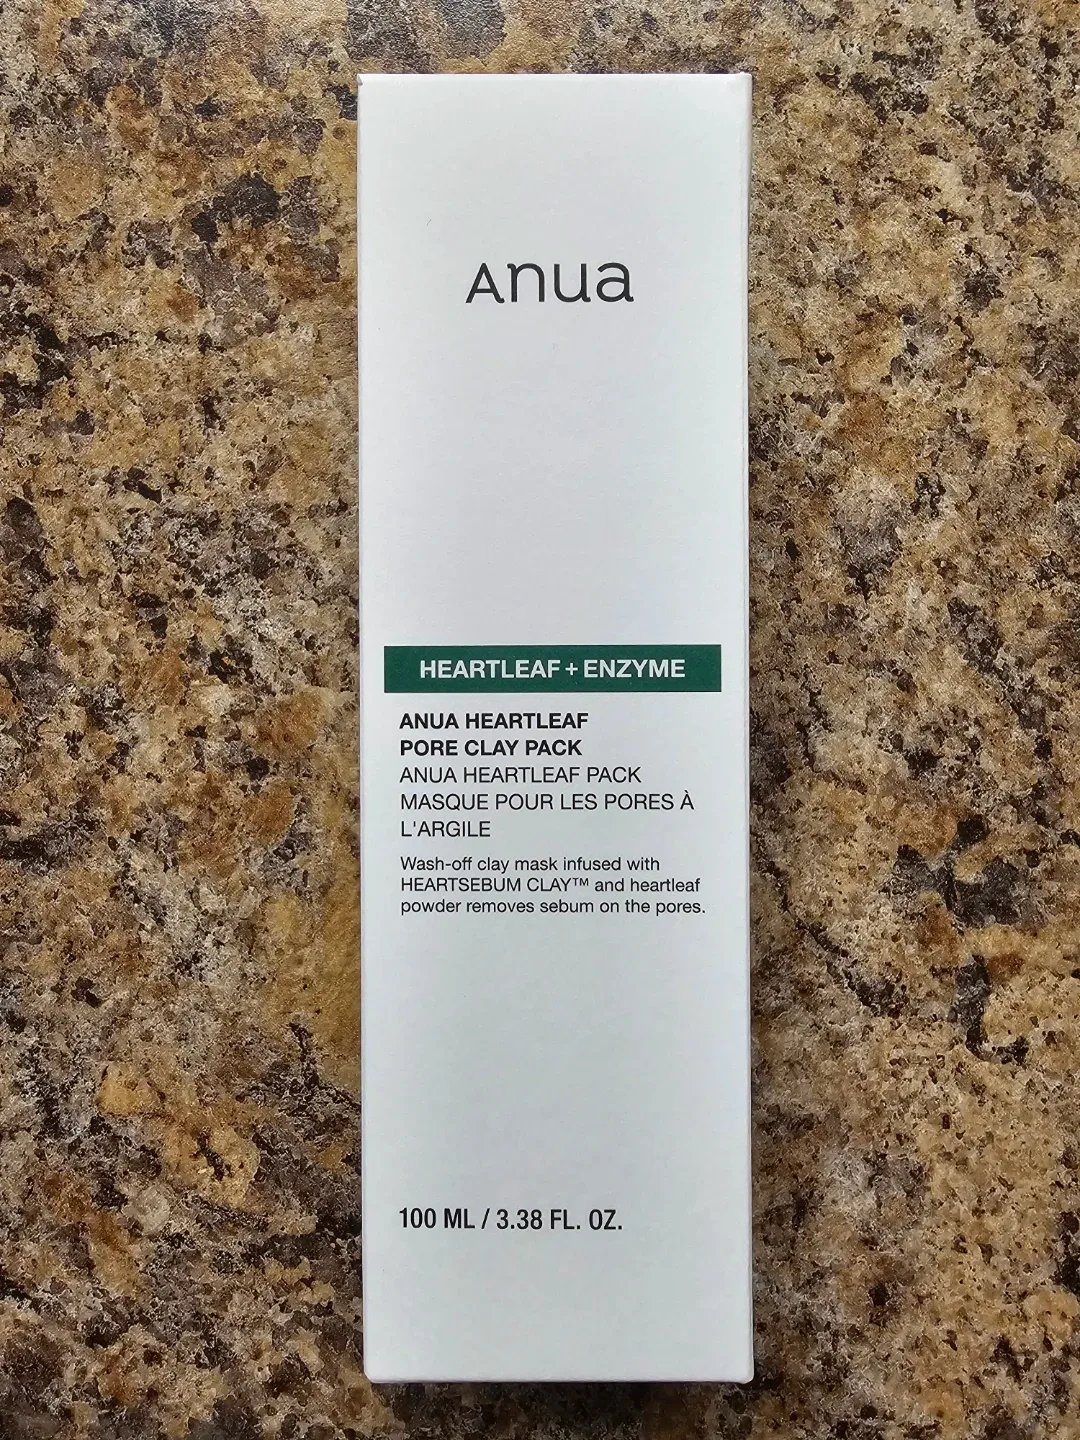 Anua
HEARTLEAF + ENZYME
ANUA HEARTLEAF
PORE CLAY PACK
ANUA HEARTLEAF PACK
MASQUE POUR LES PORES À
L'ARGILE
Wash-off clay mask infused with
HEARTSEBUM CLAY™ and heartleaf
powder removes sebum on the pores.
100 ML / 3.38 FL. OZ.